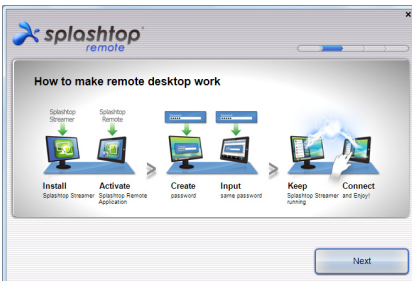 splashtop
remote
How to make remote desktop work
Splashtop Streamer
Splashtop Remote
Install
Splashtop Streamer
Activate
Splashtop Remote Application
Create
password
Input
same password
Keep
Splashtop Streamer running
Connect
and Enjoy!
Next